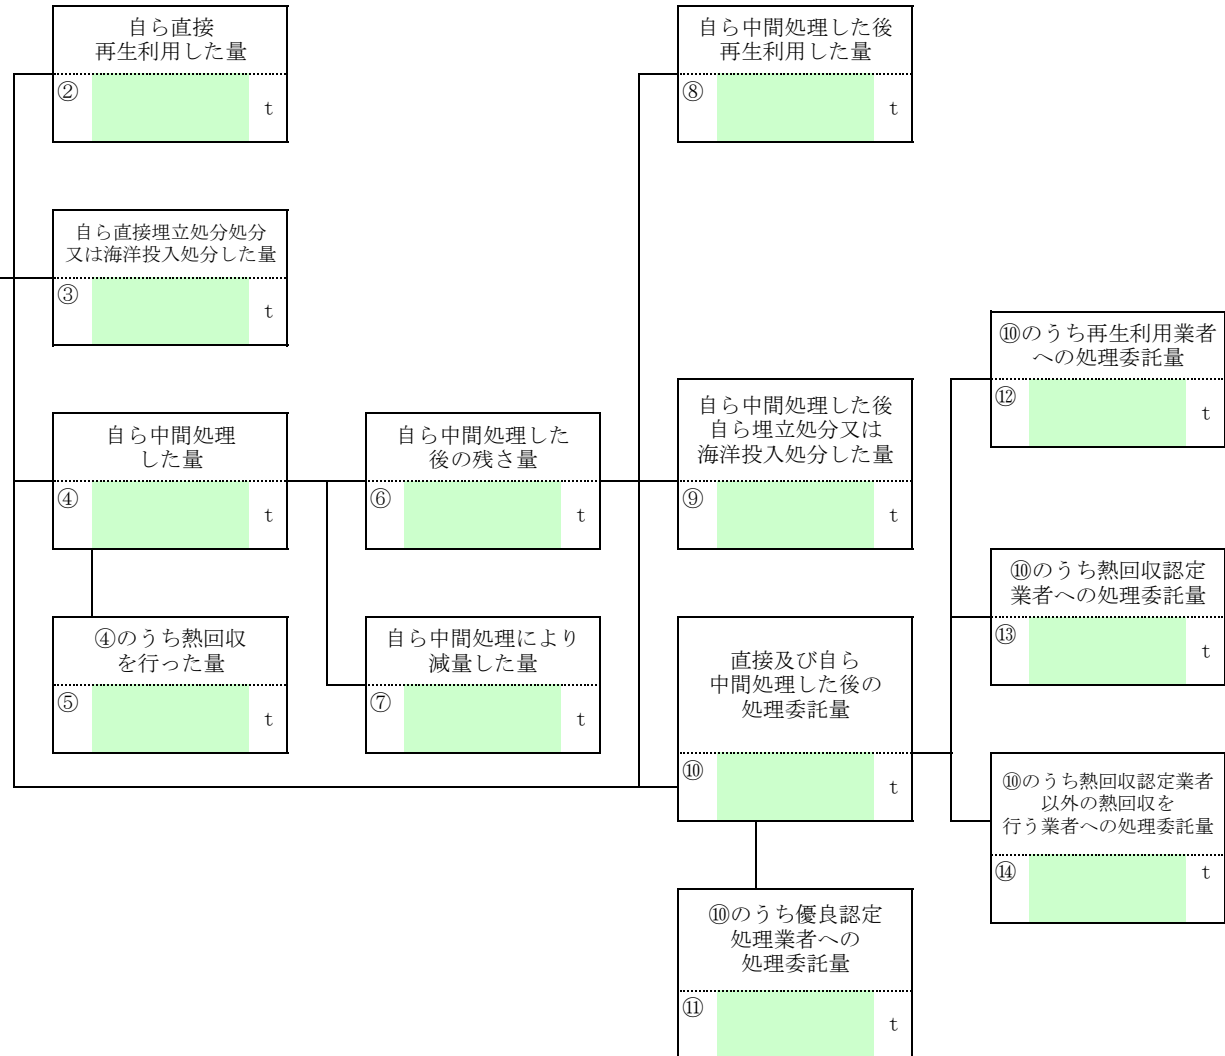 自ら直接
再生利用した量
②
t
自ら中間処理した後
再生利用した量
⑧
t
自ら直接埋立処分処分
又は海洋投入処分した量
③
t
⑩のうち再生利用業者
への処理委託量
⑫
t
自ら中間処理
した量
④
t
自ら中間処理した
後の残さ量
⑥
t
自ら中間処理した後
自ら埋立処分又は
海洋投入処分した量
⑨
t
⑩のうち熱回収認定
業者への処理委託量
⑬
t
④のうち熱回収
を行った量
⑤
t
自ら中間処理により
減量した量
⑦
t
直接及び自ら
中間処理した後の
処理委託量
⑩
t
⑩のうち熱回収認定業者
以外の熱回収を
行う業者への処理委託量
⑭
t
⑩のうち優良認定
処理業者への
処理委託量
⑪
t